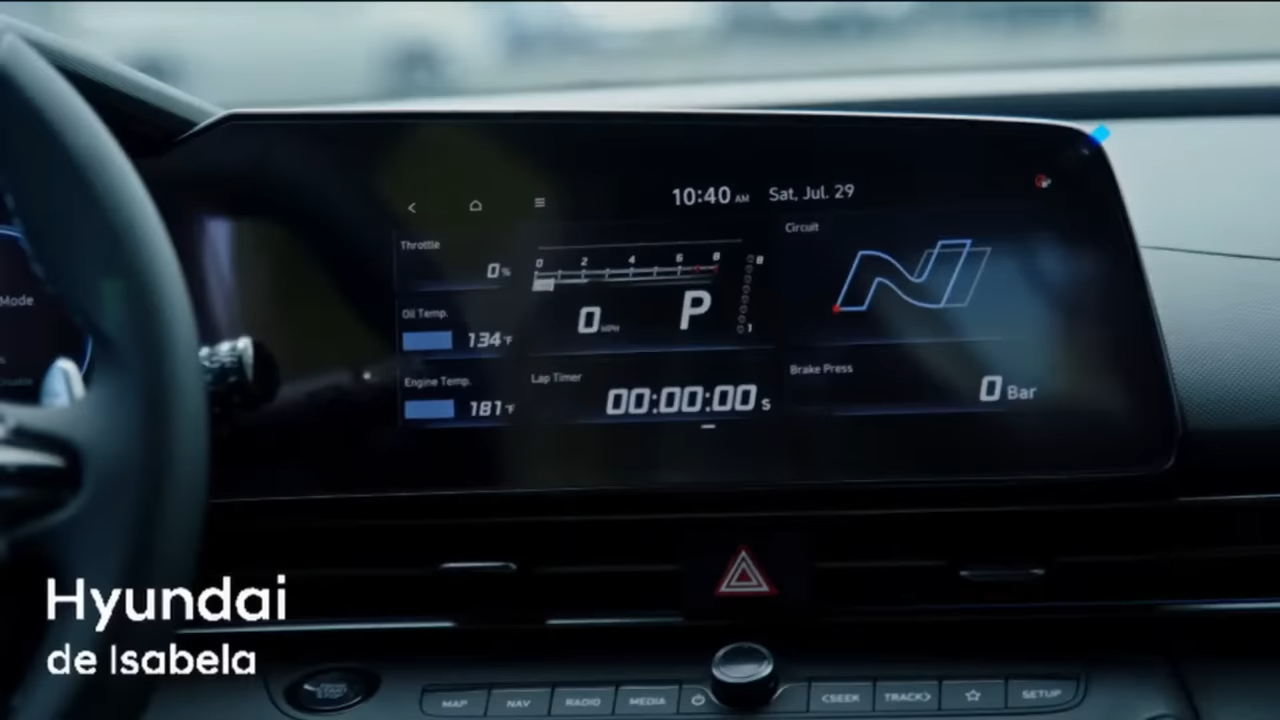 10:40 AM Sat, Jul. 29
Throttle
0%
0 2 4 6 8
8
0 MPH P
1
Oil Temp.
134°F
Engine Temp.
181°F
Lap Timer
00:00:00 S
Circuit
Brake Press
0 Bar
Mode
Hyundai
de Isabela
MAP NAV RADIO MEDIA <SEEK TRACK> SETUP